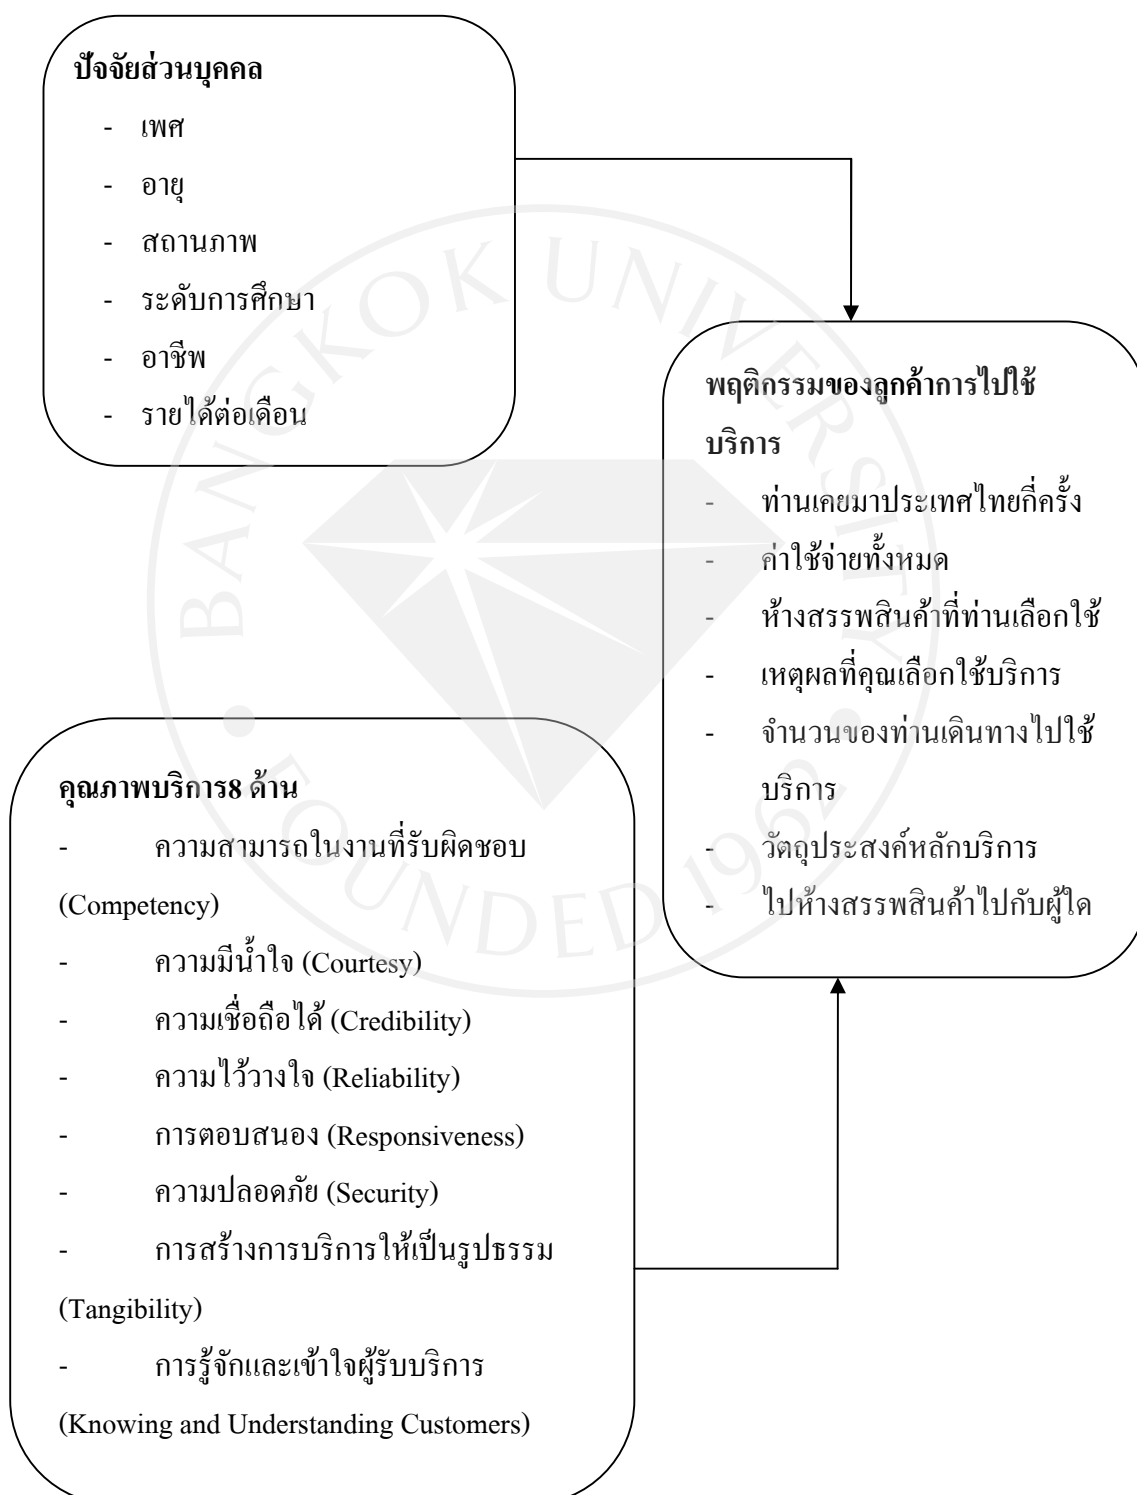 ปัจจัยส่วนบุคคล
- เพศ
- อายุ
- สถานภาพ
- ระดับการศึกษา
- อาชีพ
- รายได้ต่อเดือน
พฤติกรรมของลูกค้าการไปใช้
บริการ
- ท่านเคยมาประเทศไทยกี่ครั้ง
- ค่าใช้จ่ายทั้งหมด
- ห้างสรรพสินค้าที่ท่านเลือกใช้
- เหตุผลที่คุณเลือกใช้บริการ
- จำนวนของท่านเดินทางไปใช้
บริการ
- วัตถุประสงค์หลักบริการ
- ไปห้างสรรพสินค้าไปกับผู้ใด
คุณภาพบริการ8 ด้าน
- ความสามารถในงานที่รับผิดชอบ
(Competency)
- ความมีน้ำใจ (Courtesy)
- ความเชื่อถือได้ (Credibility)
- ความไว้วางใจ (Reliability)
- การตอบสนอง (Responsiveness)
- ความปลอดภัย (Security)
- การสร้างการบริการให้เป็นรูปธรรม
(Tangibility)
- การรู้จักและเข้าใจผู้รับบริการ
(Knowing and Understanding Customers)
BANGKOK UNIVERSITY
FOUNDED 1962